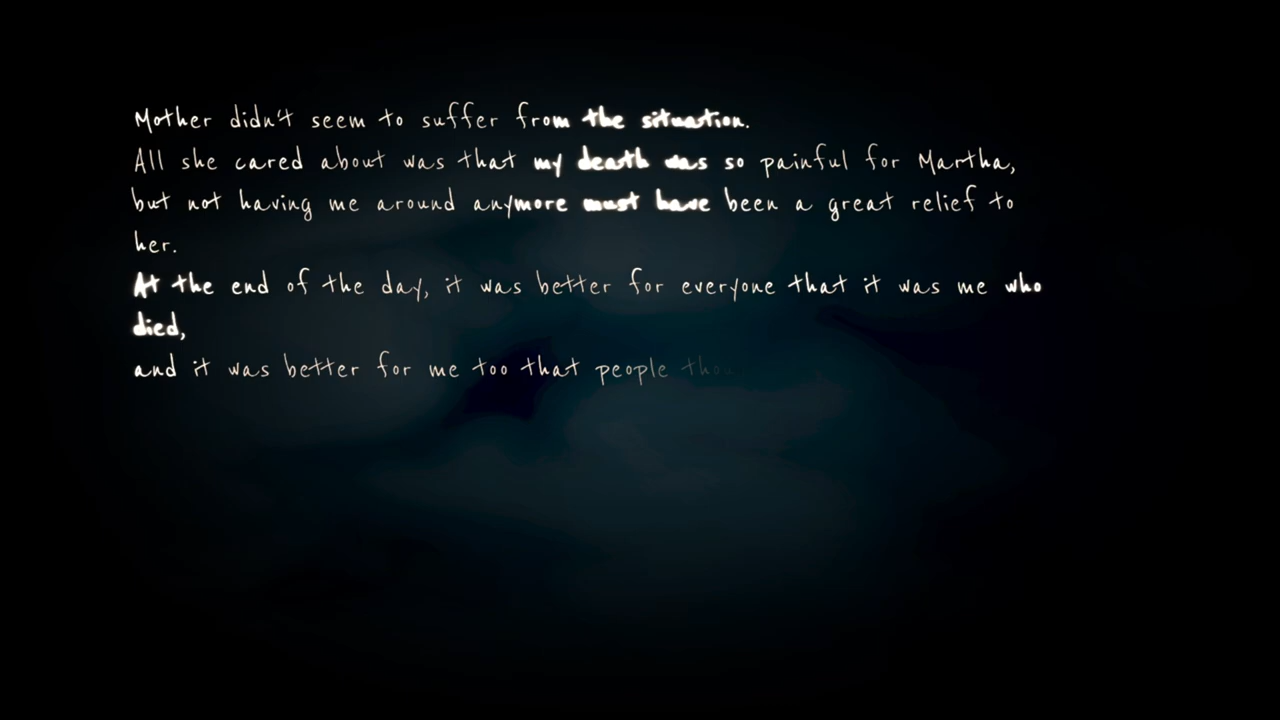 Mother didn't seem to suffer from the situation.
All she cared about was that my death was so painful for Martha,
but not having me around anymore must have been a great relief to
her.
At the end of the day, it was better for everyone that it was me who
died,
and it was better for me too that people